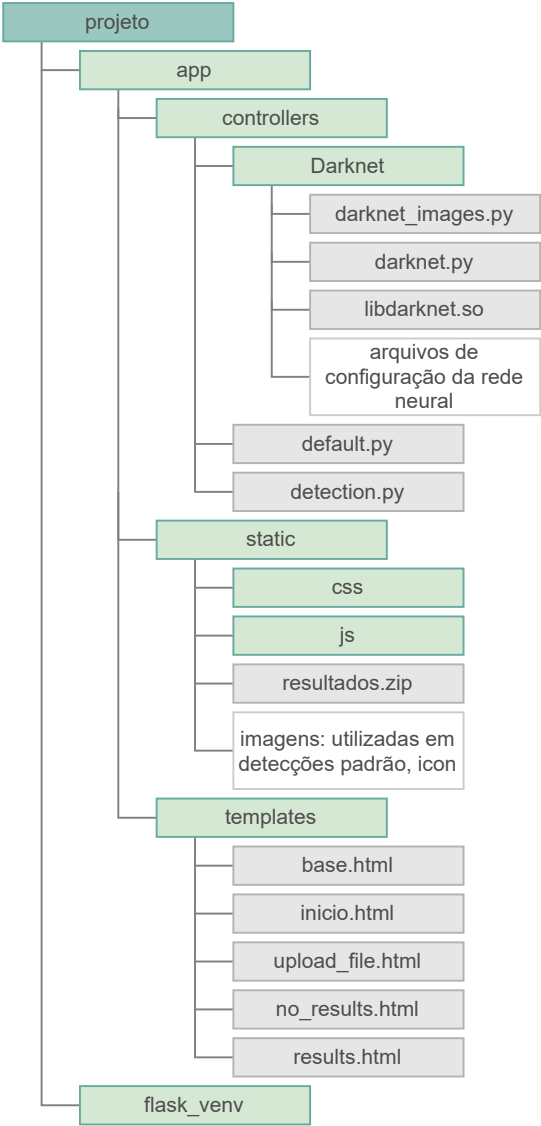 projeto
app
controllers
Darknet
darknet_images.py
darknet.py
libdarknet.so
arquivos de
configuração da rede
neural
default.py
detection.py
static
css
js
resultados.zip
imagens: utilizadas em
detecções padrão, icon
templates
base.html
inicio.html
upload_file.html
no_results.html
results.html
flask_venv